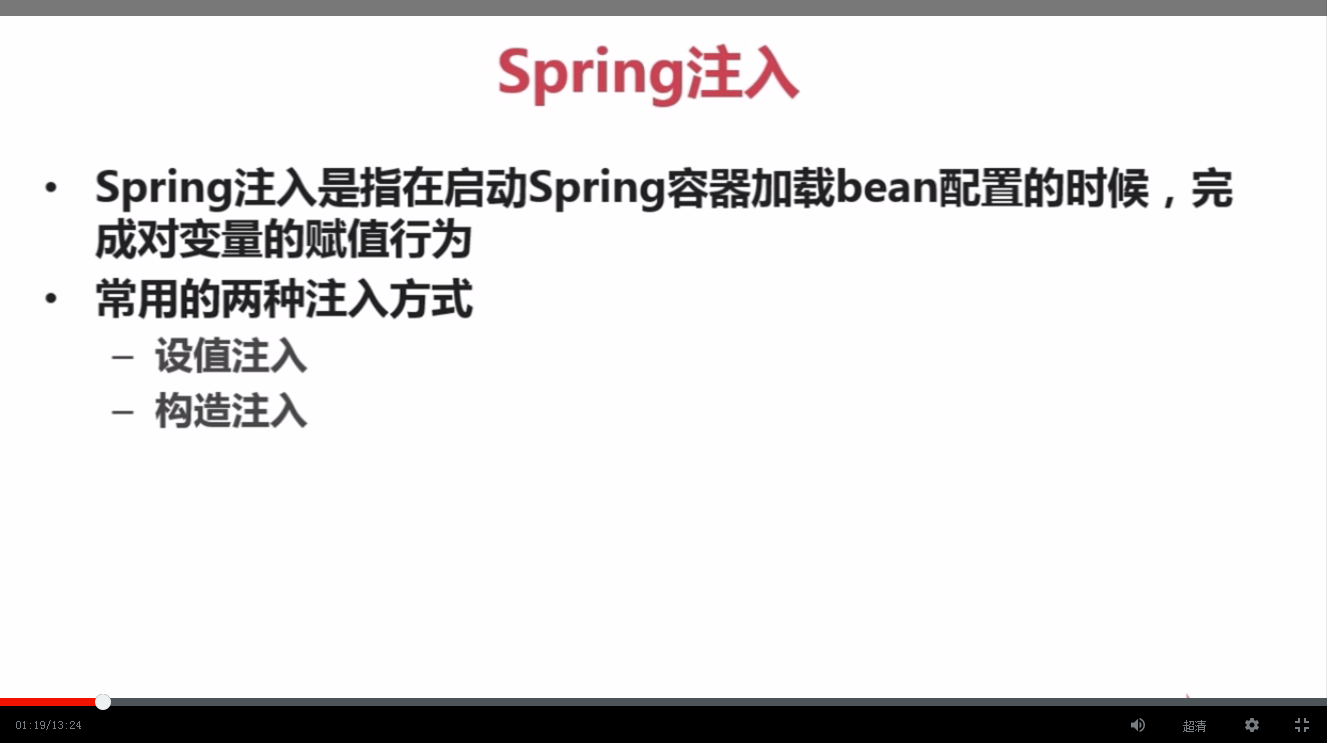 Spring注入
• Spring注入是指在启动Spring容器加载bean配置的时候，完
成对变量的赋值行为
• 常用的两种注入方式
– 设值注入
– 构造注入
01:19/13:24 超清